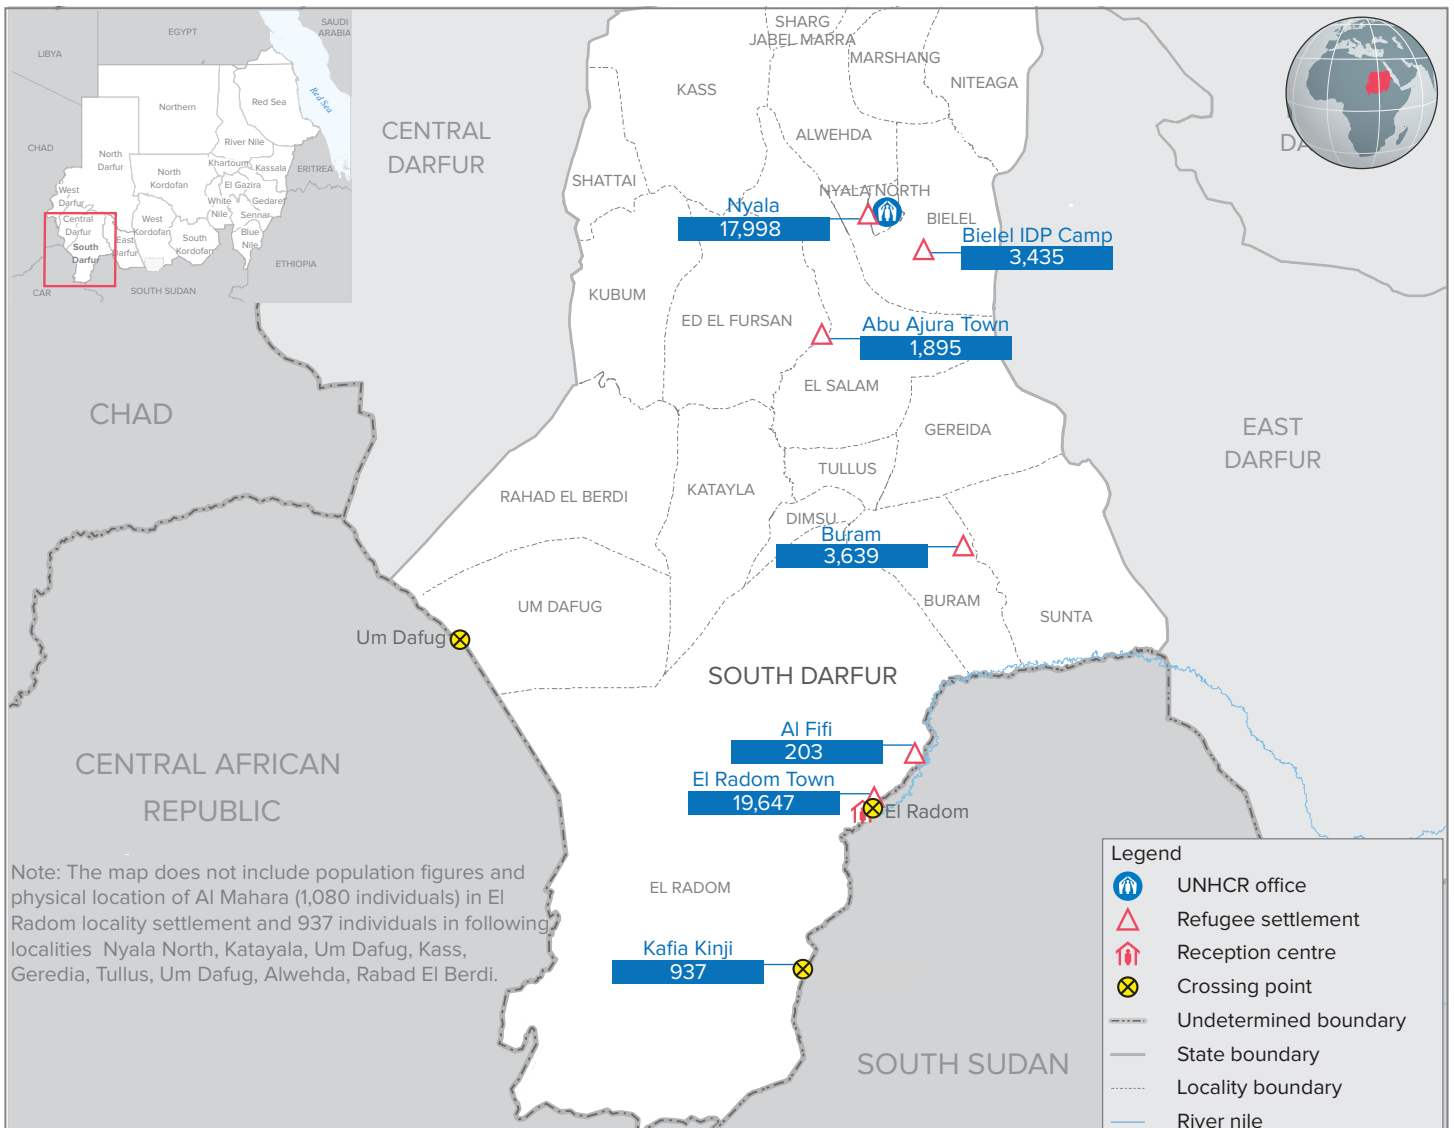 SAUDI
ARABIA
EGYPT
LIBYA
Red Sea
Northern
Red Sea
CHAD
River Nile
North
Darfur
Khartoum
Kassala
ERITREA
North
Kordofan
El Gazira
West
Darfur
White
Nile
Gedaref
Sennar
Central
Darfur
West
Kordofan
East
Darfur
South
Kordofan
Blue
Nile
South
Darfur
ETHIOPIA
CAR
SOUTH SUDAN
SHARG
JABEL MARRA
MARSHANG
NITEAGA
KASS
CENTRAL
DARFUR
ALWEHDA
DA
SHATTAI
NYALA NORTH
Nyala
17,998
BIELEL
Bielel IDP Camp
3,435
KUBUM
ED EL FURSAN
Abu Ajura Town
1,895
EL SALAM
CHAD
GEREIDA
EAST
DARFUR
TULLUS
RAHAD EL BERDI
KATAYLA
DIMSU
Buram
3,639
UM DAFUG
BURAM
SUNTA
Um Dafug
SOUTH DARFUR
Al Fifi
203
CENTRAL AFRICAN
REPUBLIC
El Radom Town
19,647
El Radom
Note: The map does not include population figures and
physical location of Al Mahara (1,080 individuals) in El
Radom locality settlement and 937 individuals in following
localities  Nyala North, Katayala, Um Dafug, Kass,
Geredia, Tullus, Um Dafug, Alwehda, Rabad El Berdi.
EL RADOM
Kafia Kinji
937
SOUTH SUDAN
Legend
UNHCR office
Refugee settlement
Reception centre
Crossing point
Undetermined boundary
State boundary
Locality boundary
River nile